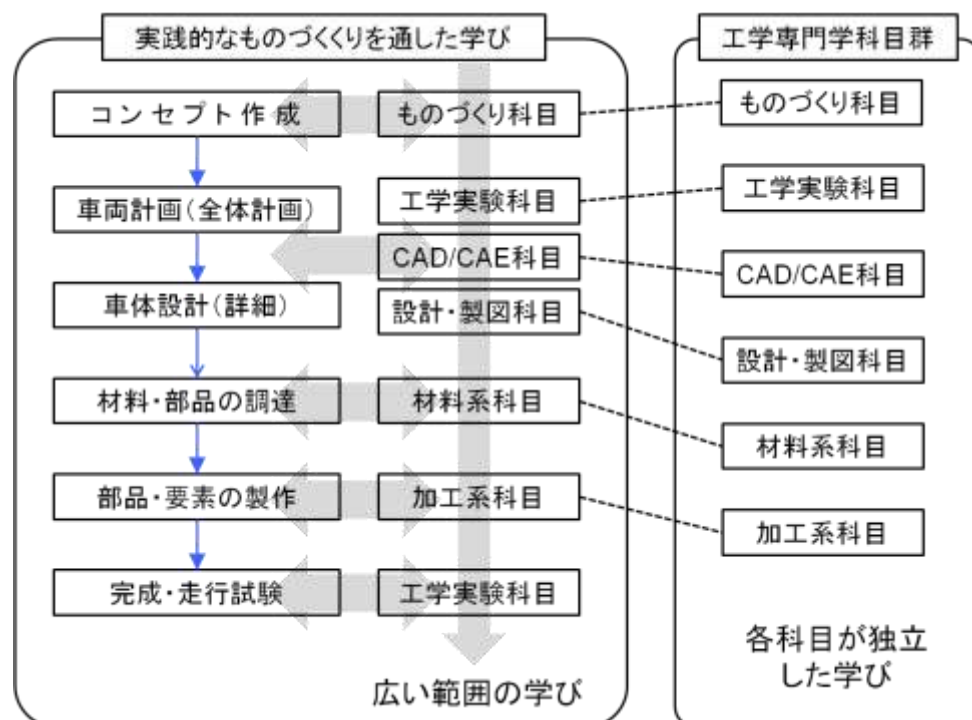 実践的なものづくくりを通した学び
コンセプト作成
車両計画(全体計画)
車体設計(詳細)
材料・部品の調達
部品・要素の製作
完成・走行試験
ものづくり科目
工学実験科目
CAD/CAE科目
設計・製図科目
材料系科目
加工系科目
工学実験科目
広い範囲の学び
工学専門学科目群
ものづくり科目
工学実験科目
CAD/CAE科目
設計・製図科目
材料系科目
加工系科目
各科目が独立
した学び